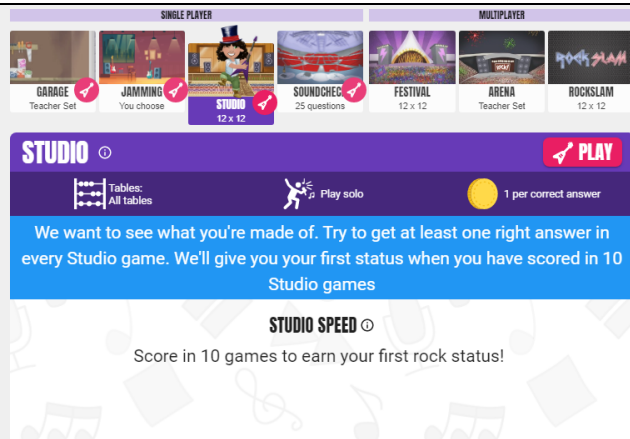 SINGLE PLAYER
MULTIPLAYER
GARAGE
Teacher Set
JAMMING
You choose
STUDIO
12 x 12
SOUNDCHEC
25 questions
FESTIVAL
12 x 12
ARENA
Teacher Set
ROCK SLAM
ROCKSLAM
12 x 12
STUDIO
PLAY
Tables:
All tables
Play solo
1 per correct answer
We want to see what you're made of. Try to get at least one right answer in
every Studio game. We'll give you your first status when you have scored in 10
Studio games
STUDIO SPEED
Score in 10 games to earn your first rock status!